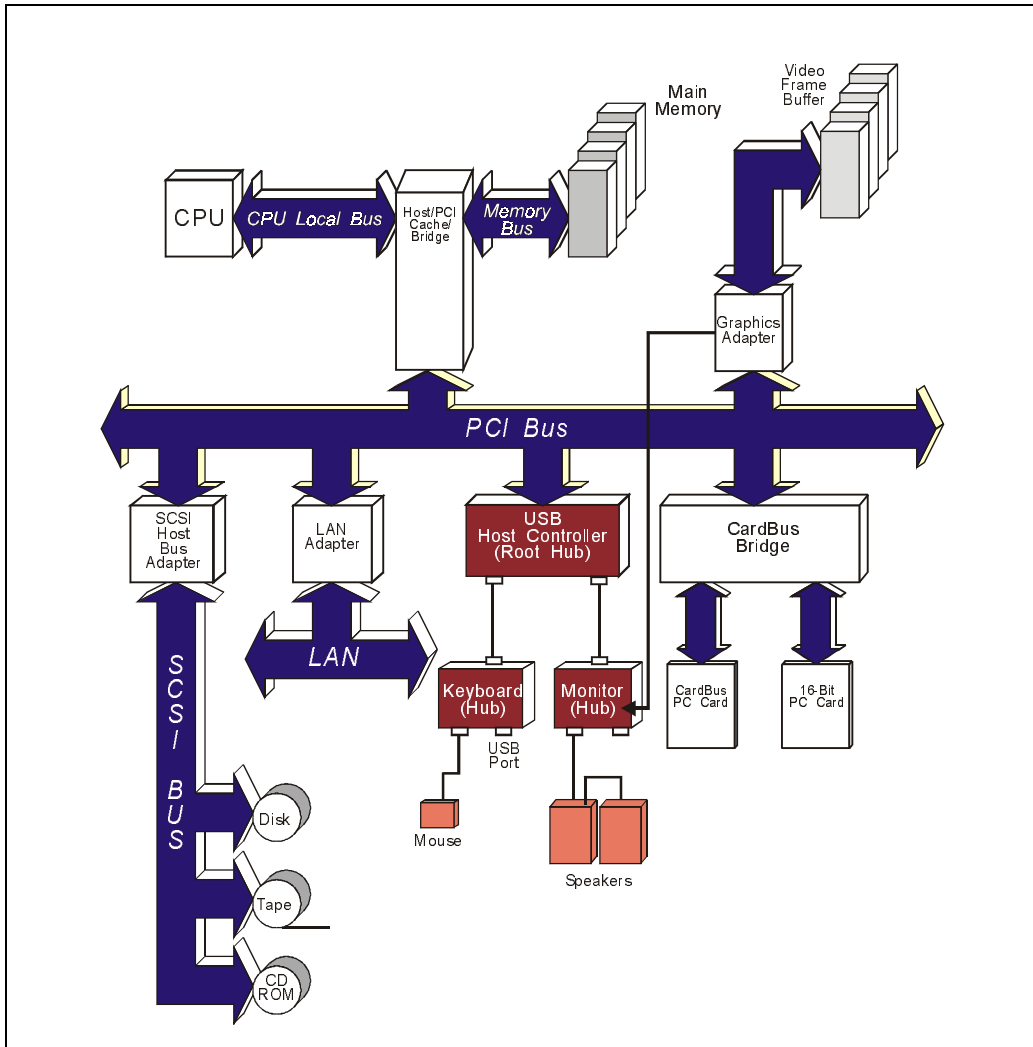 Main
Memory
Video
Frame
Buffer
CPU
CPU Local Bus
Host/PCI
Cache/
Bridge
Memory
Bus
Graphics
Adapter
PCI Bus
SCSI
Host
Bus
Adapter
LAN
Adapter
USB
Host Controller
(Root Hub)
CardBus
Bridge
LAN
SCSI BUS
Keyboard
(Hub)
Monitor
(Hub)
CardBus
PC Card
16-Bit
PC Card
USB
Port
Disk
Mouse
Speakers
Tape
CD
ROM